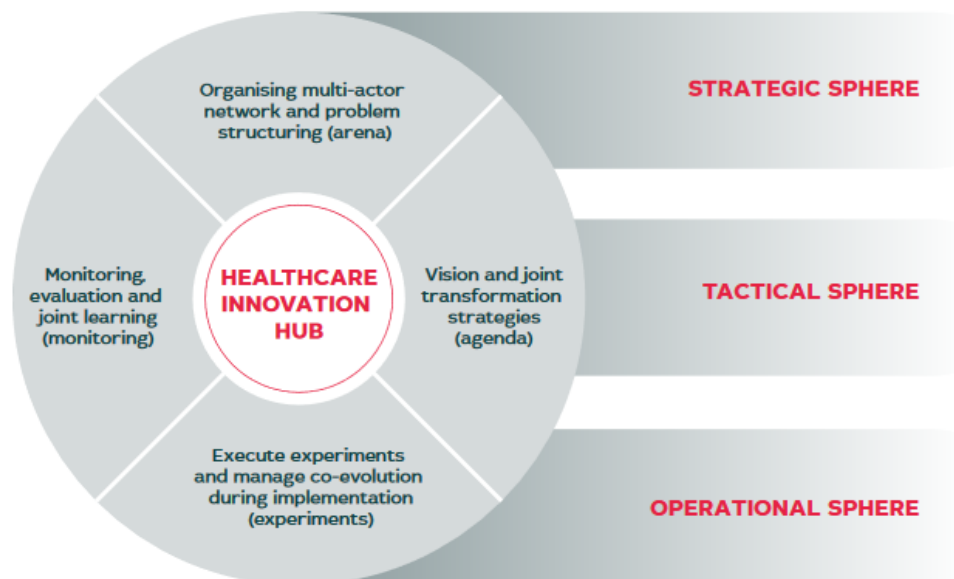 Organising multi-actor
network and problem
structuring (arena)
STRATEGIC SPHERE
Monitoring,
evaluation and
joint learning
(monitoring)
HEALTHCARE
INNOVATION
HUB
Vision and joint
transformation
strategies
(agenda)
TACTICAL SPHERE
Execute experiments
and manage co-evolution
during implementation
(experiments)
OPERATIONAL SPHERE